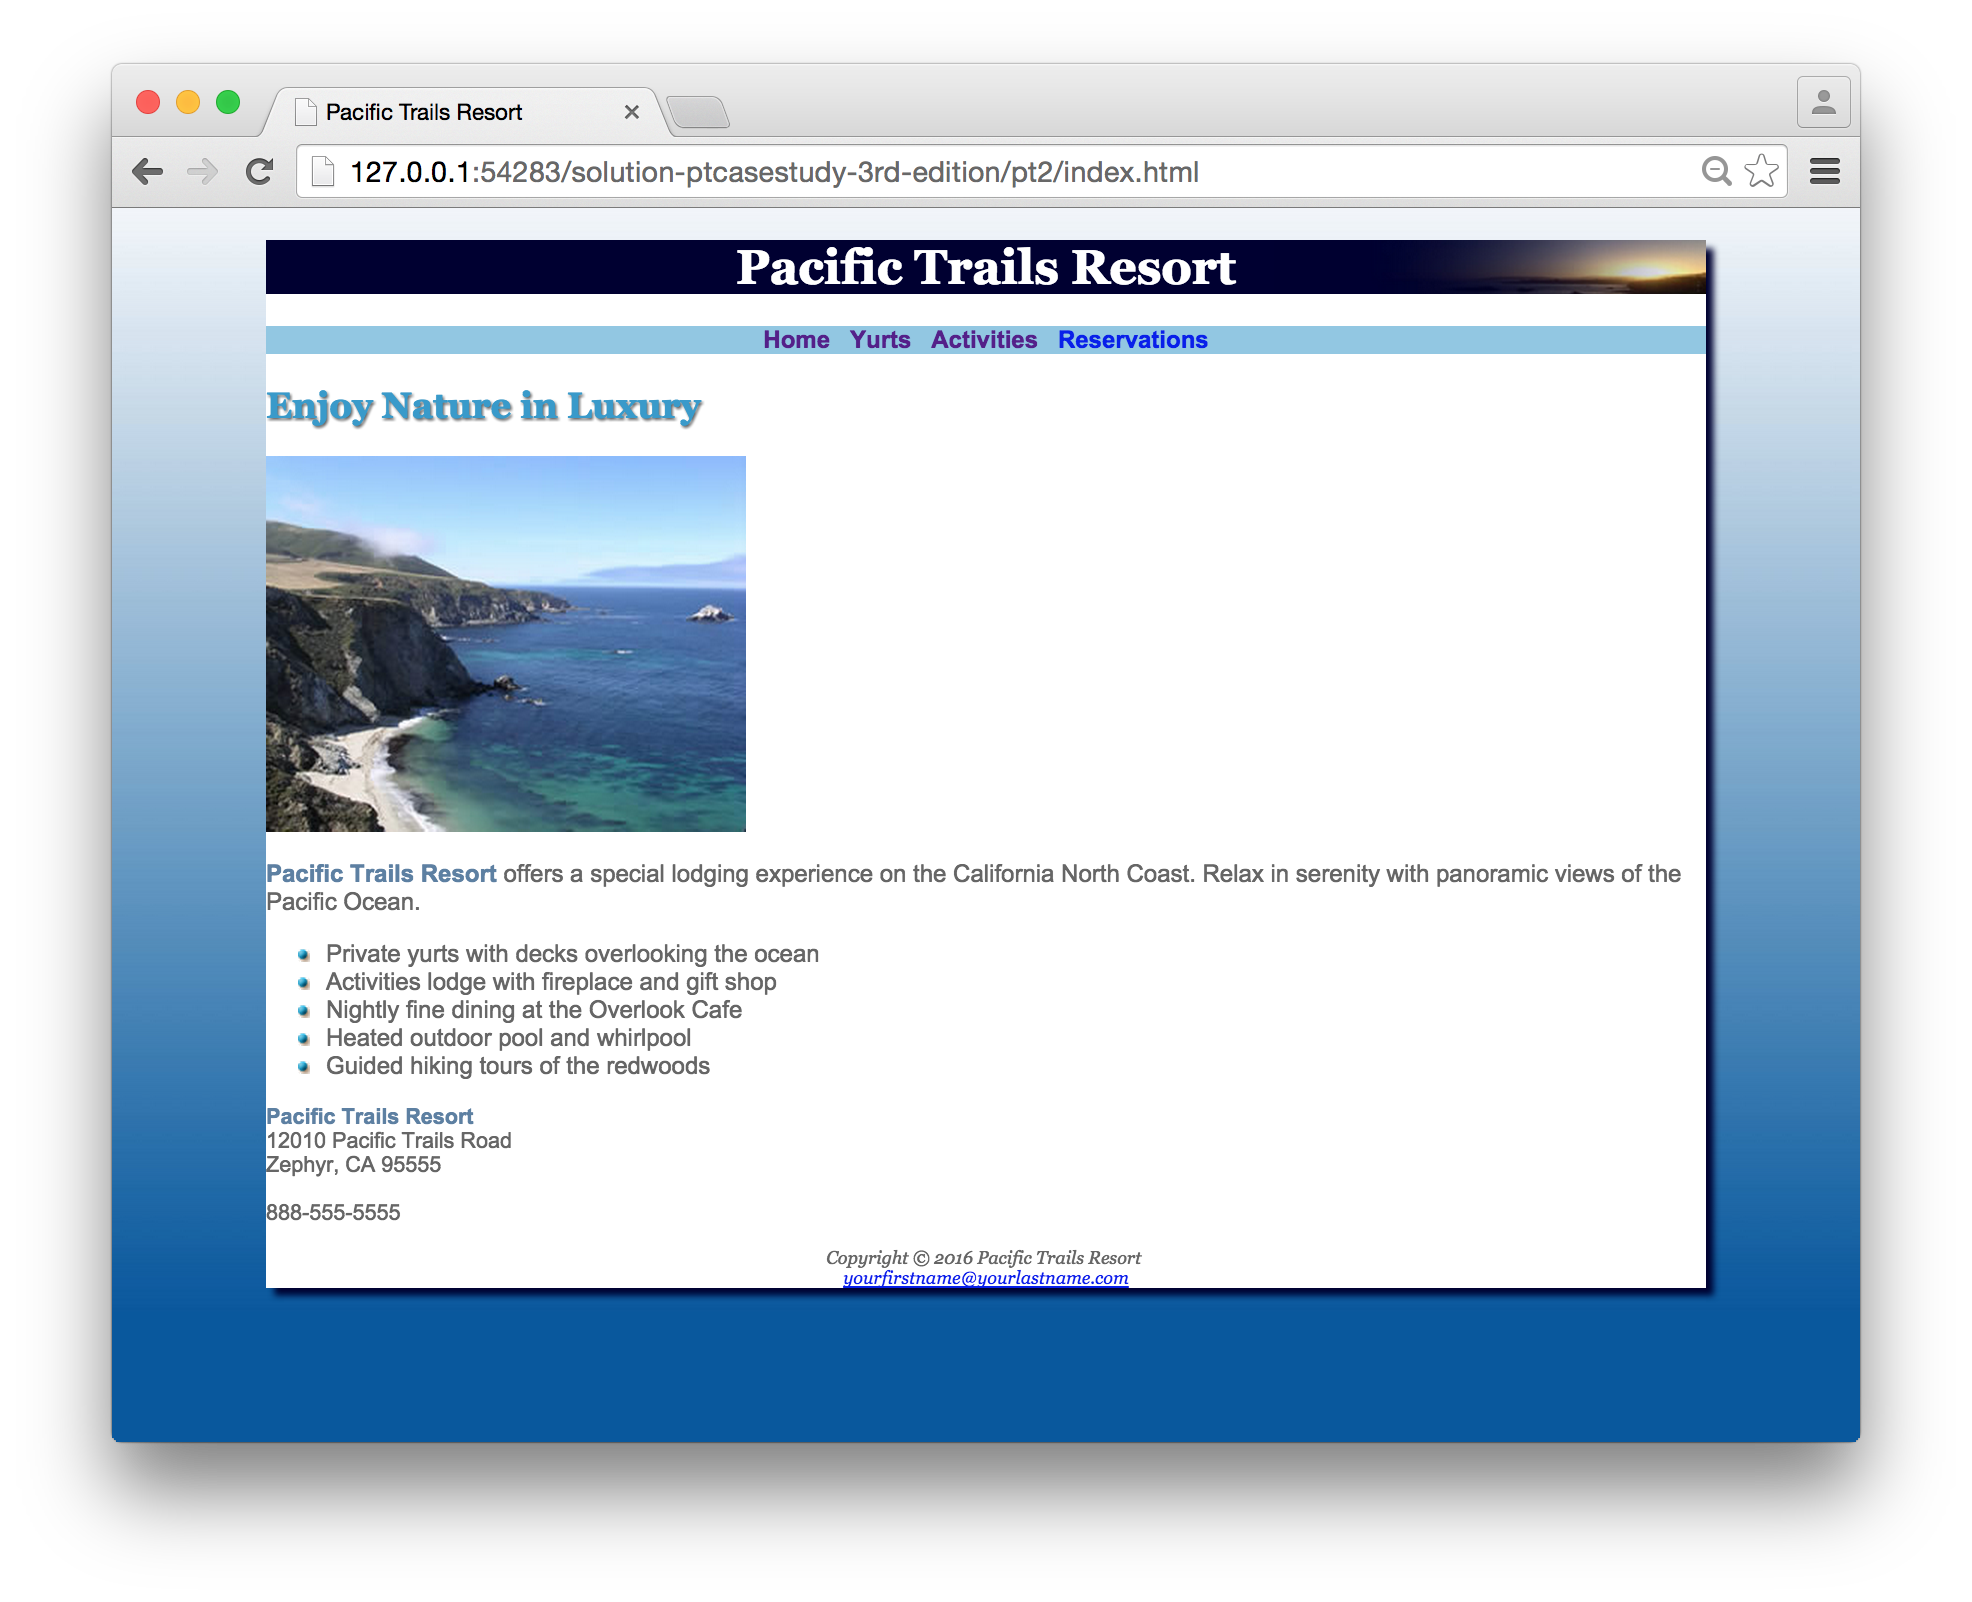 Pacific Trails Resort
127.0.0.1:54283/solution-ptcasestudy-3rd-edition/pt2/index.html
Pacific Trails Resort
Home Yurts Activities Reservations
Enjoy Nature in Luxury
Pacific Trails Resort offers a special lodging experience on the California North Coast. Relax in serenity with panoramic views of the
Pacific Ocean.
Private yurts with decks overlooking the ocean
Activities lodge with fireplace and gift shop
Nightly fine dining at the Overlook Cafe
Heated outdoor pool and whirlpool
Guided hiking tours of the redwoods
Pacific Trails Resort
12010 Pacific Trails Road
Zephyr, CA 95555
888-555-5555
Copyright © 2016 Pacific Trails Resort
yourfirstname@yourlastname.com